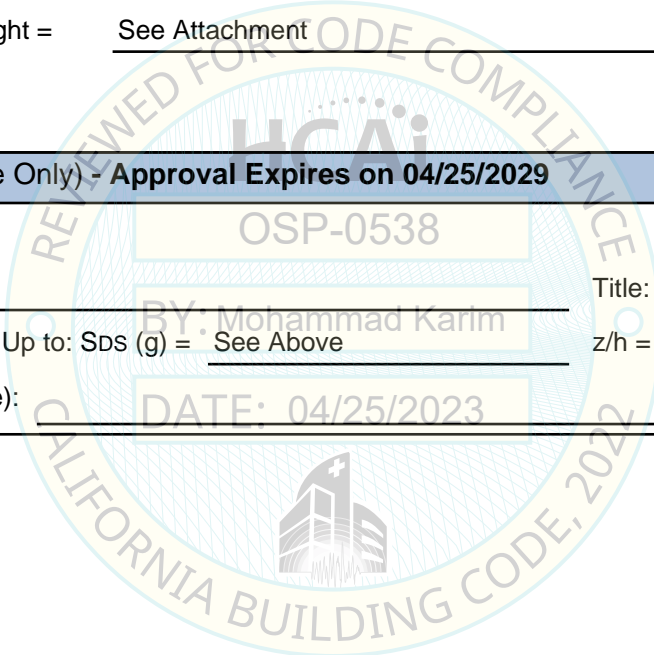 ght = See Attachment
REVIEWED FOR CODE COMPLIANCE
HCAi
e Only) - Approval Expires on 04/25/2029
OSP-0538
Title:
BY: Mohammad Karim
Up to: SDS (g) = See Above z/h =
e):
DATE: 04/25/2023
CALIFORNIA BUILDING CODE, 2022